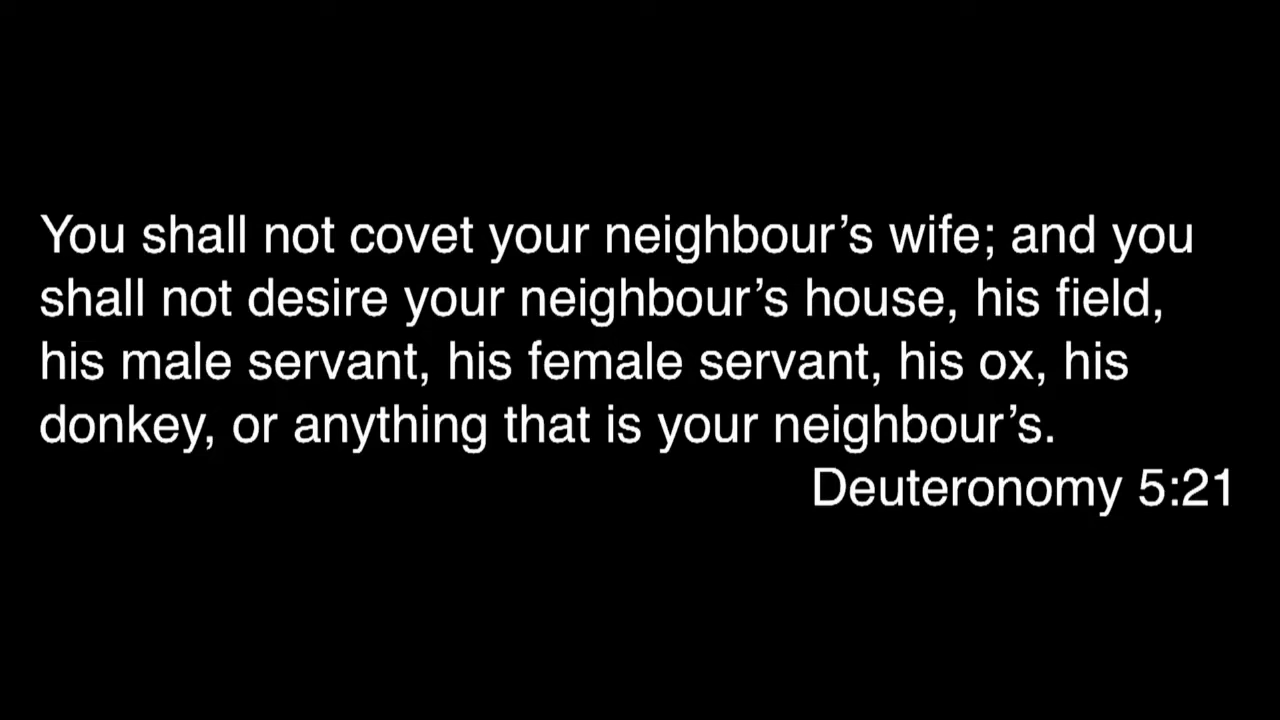 You shall not covet your neighbour’s wife; and you
shall not desire your neighbour’s house, his field,
his male servant, his female servant, his ox, his
donkey, or anything that is your neighbour’s.
Deuteronomy 5:21